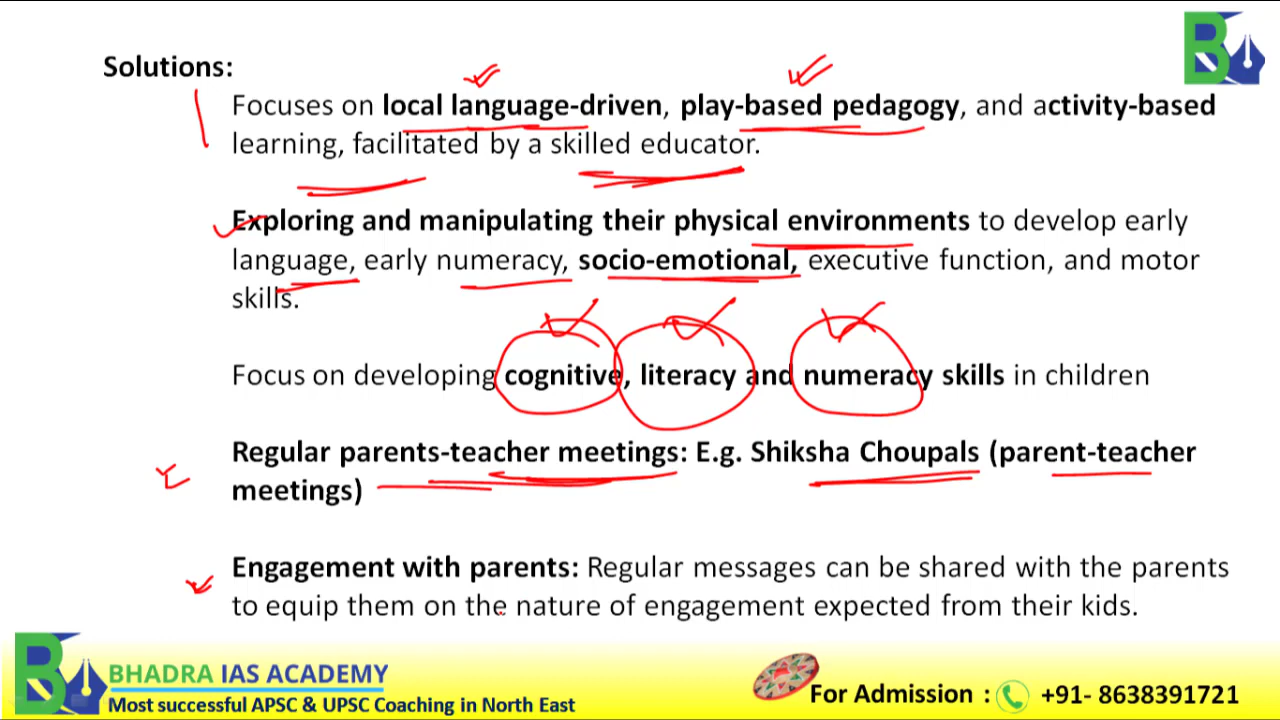 Solutions:
Focuses on local language-driven, play-based pedagogy, and activity-based
learning, facilitated by a skilled educator.
Exploring and manipulating their physical environments to develop early
language, early numeracy, socio-emotional, executive function, and motor
skills.
Focus on developing cognitive, literacy and numeracy skills in children
Regular parents-teacher meetings: E.g. Shiksha Choupals (parent-teacher
meetings)
Engagement with parents: Regular messages can be shared with the parents
to equip them on the nature of engagement expected from their kids.
BHADRA IAS ACADEMY
Most successful APSC & UPSC Coaching in North East
For Admission : +91- 8638391721